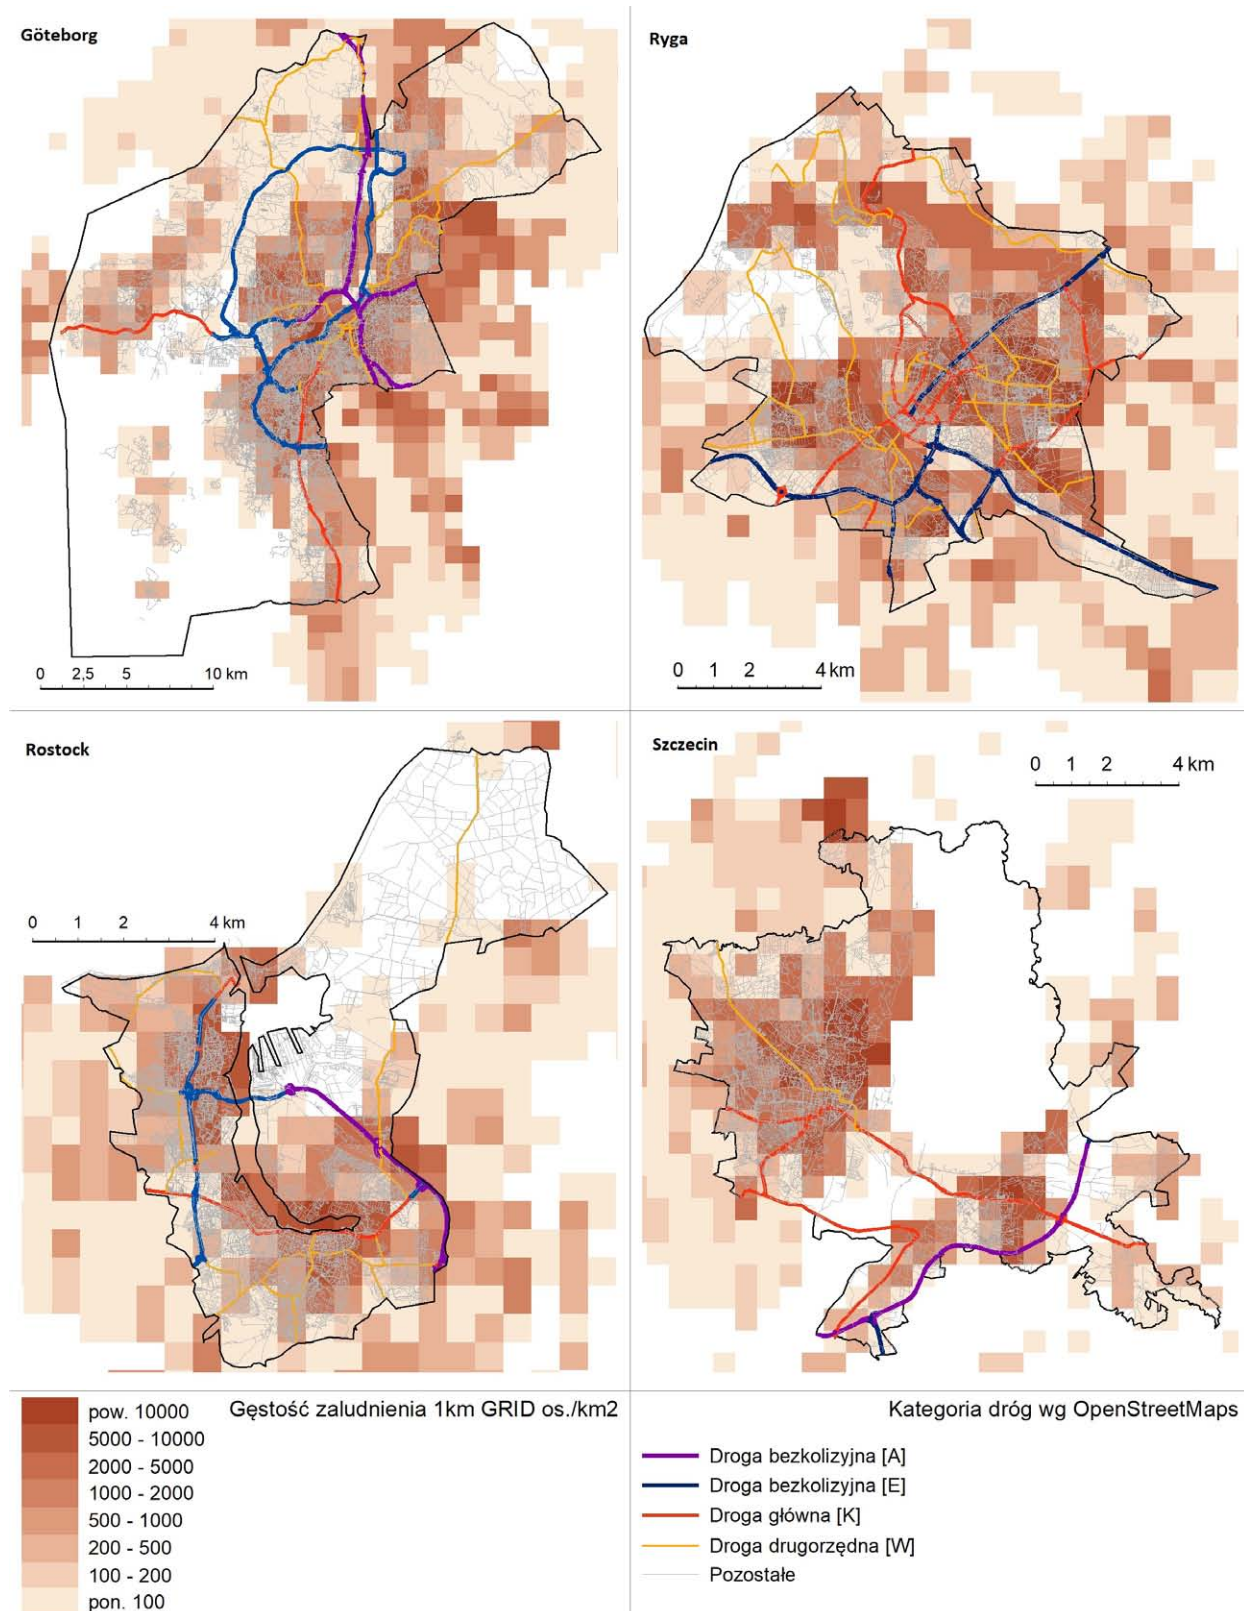 Göteborg
0 2,5 5 10 km
Ryga
0 1 2 4 km
Rostock
0 1 2 4 km
Szczecin
0 1 2 4 km
Gęstość zaludnienia 1km GRID os./km2
pow. 10000
5000 - 10000
2000 - 5000
1000 - 2000
500 - 1000
200 - 500
100 - 200
pon. 100
Kategoria dróg wg OpenStreetMaps
Droga bezkolizyjna [A]
Droga bezkolizyjna [E]
Droga główna [K]
Droga drugorzędna [W]
Pozostałe